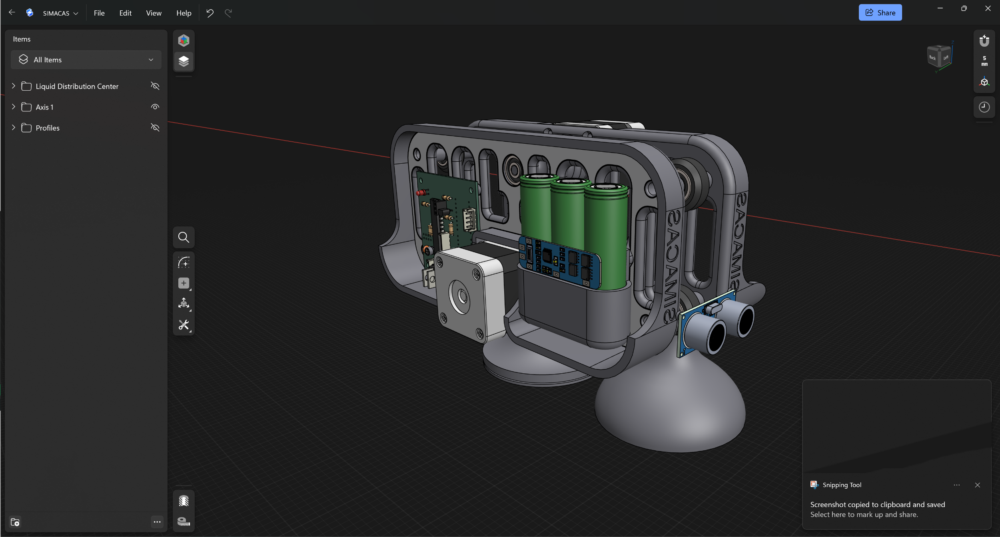 SIMACAS
File
Edit
View
Help
Share
Items
All Items
Liquid Distribution Center
Axis 1
Profiles
Z
Back
Left
Y
5
mm
SIMACAS
SIMACAS
T
Snipping Tool
Screenshot copied to clipboard and saved
Select here to mark up and share.